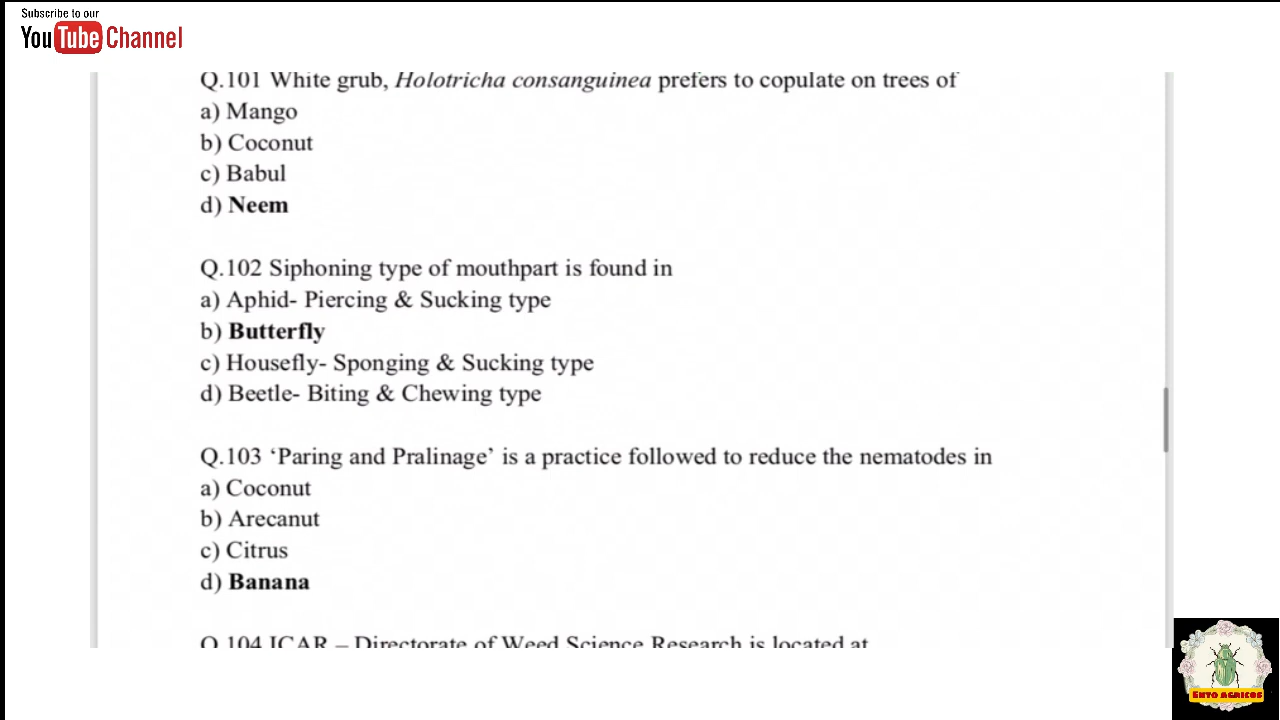 Subscribe to our
YouTube Channel
Q.101 White grub, Holotricha consanguinea prefers to copulate on trees of
a) Mango
b) Coconut
c) Babul
d) Neem
Q.102 Siphoning type of mouthpart is found in
a) Aphid- Piercing & Sucking type
b) Butterfly
c) Housefly- Sponging & Sucking type
d) Beetle- Biting & Chewing type
Q.103 ‘Paring and Pralinage’ is a practice followed to reduce the nematodes in
a) Coconut
b) Arecanut
c) Citrus
d) Banana
Q.104 ICAR – Directorate of Weed Science Research is located at
ENTO AGRICOS